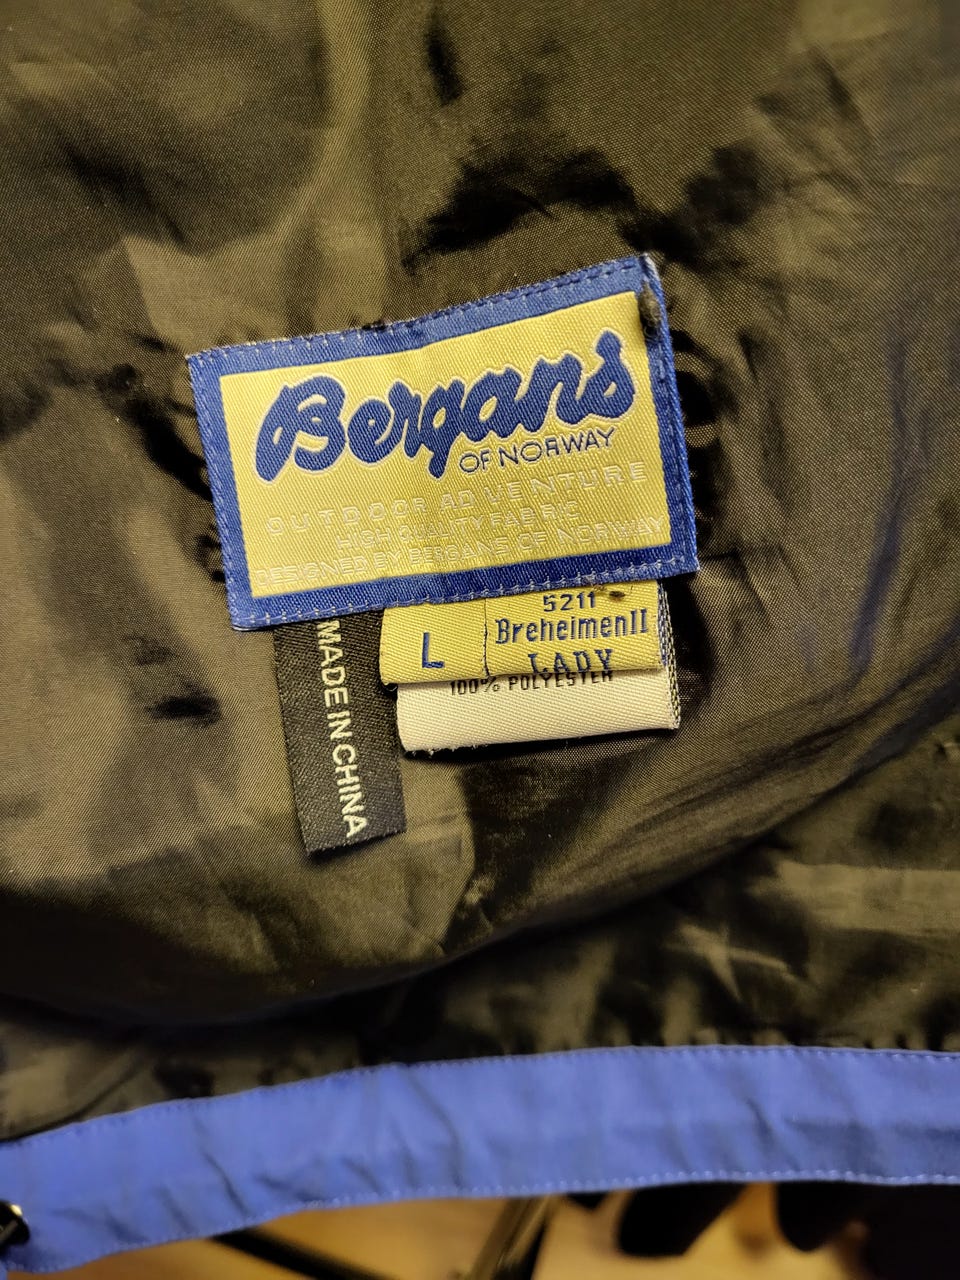 Bergans
OF NORWAY
OUTDOOR ADVENTURE
HIGH QUALITY FABRIC
DESIGNED BY BERGANS OF NORWAY
L
5211
BreheimenII
LADY
100% POLYESTER
MADE IN CHINA